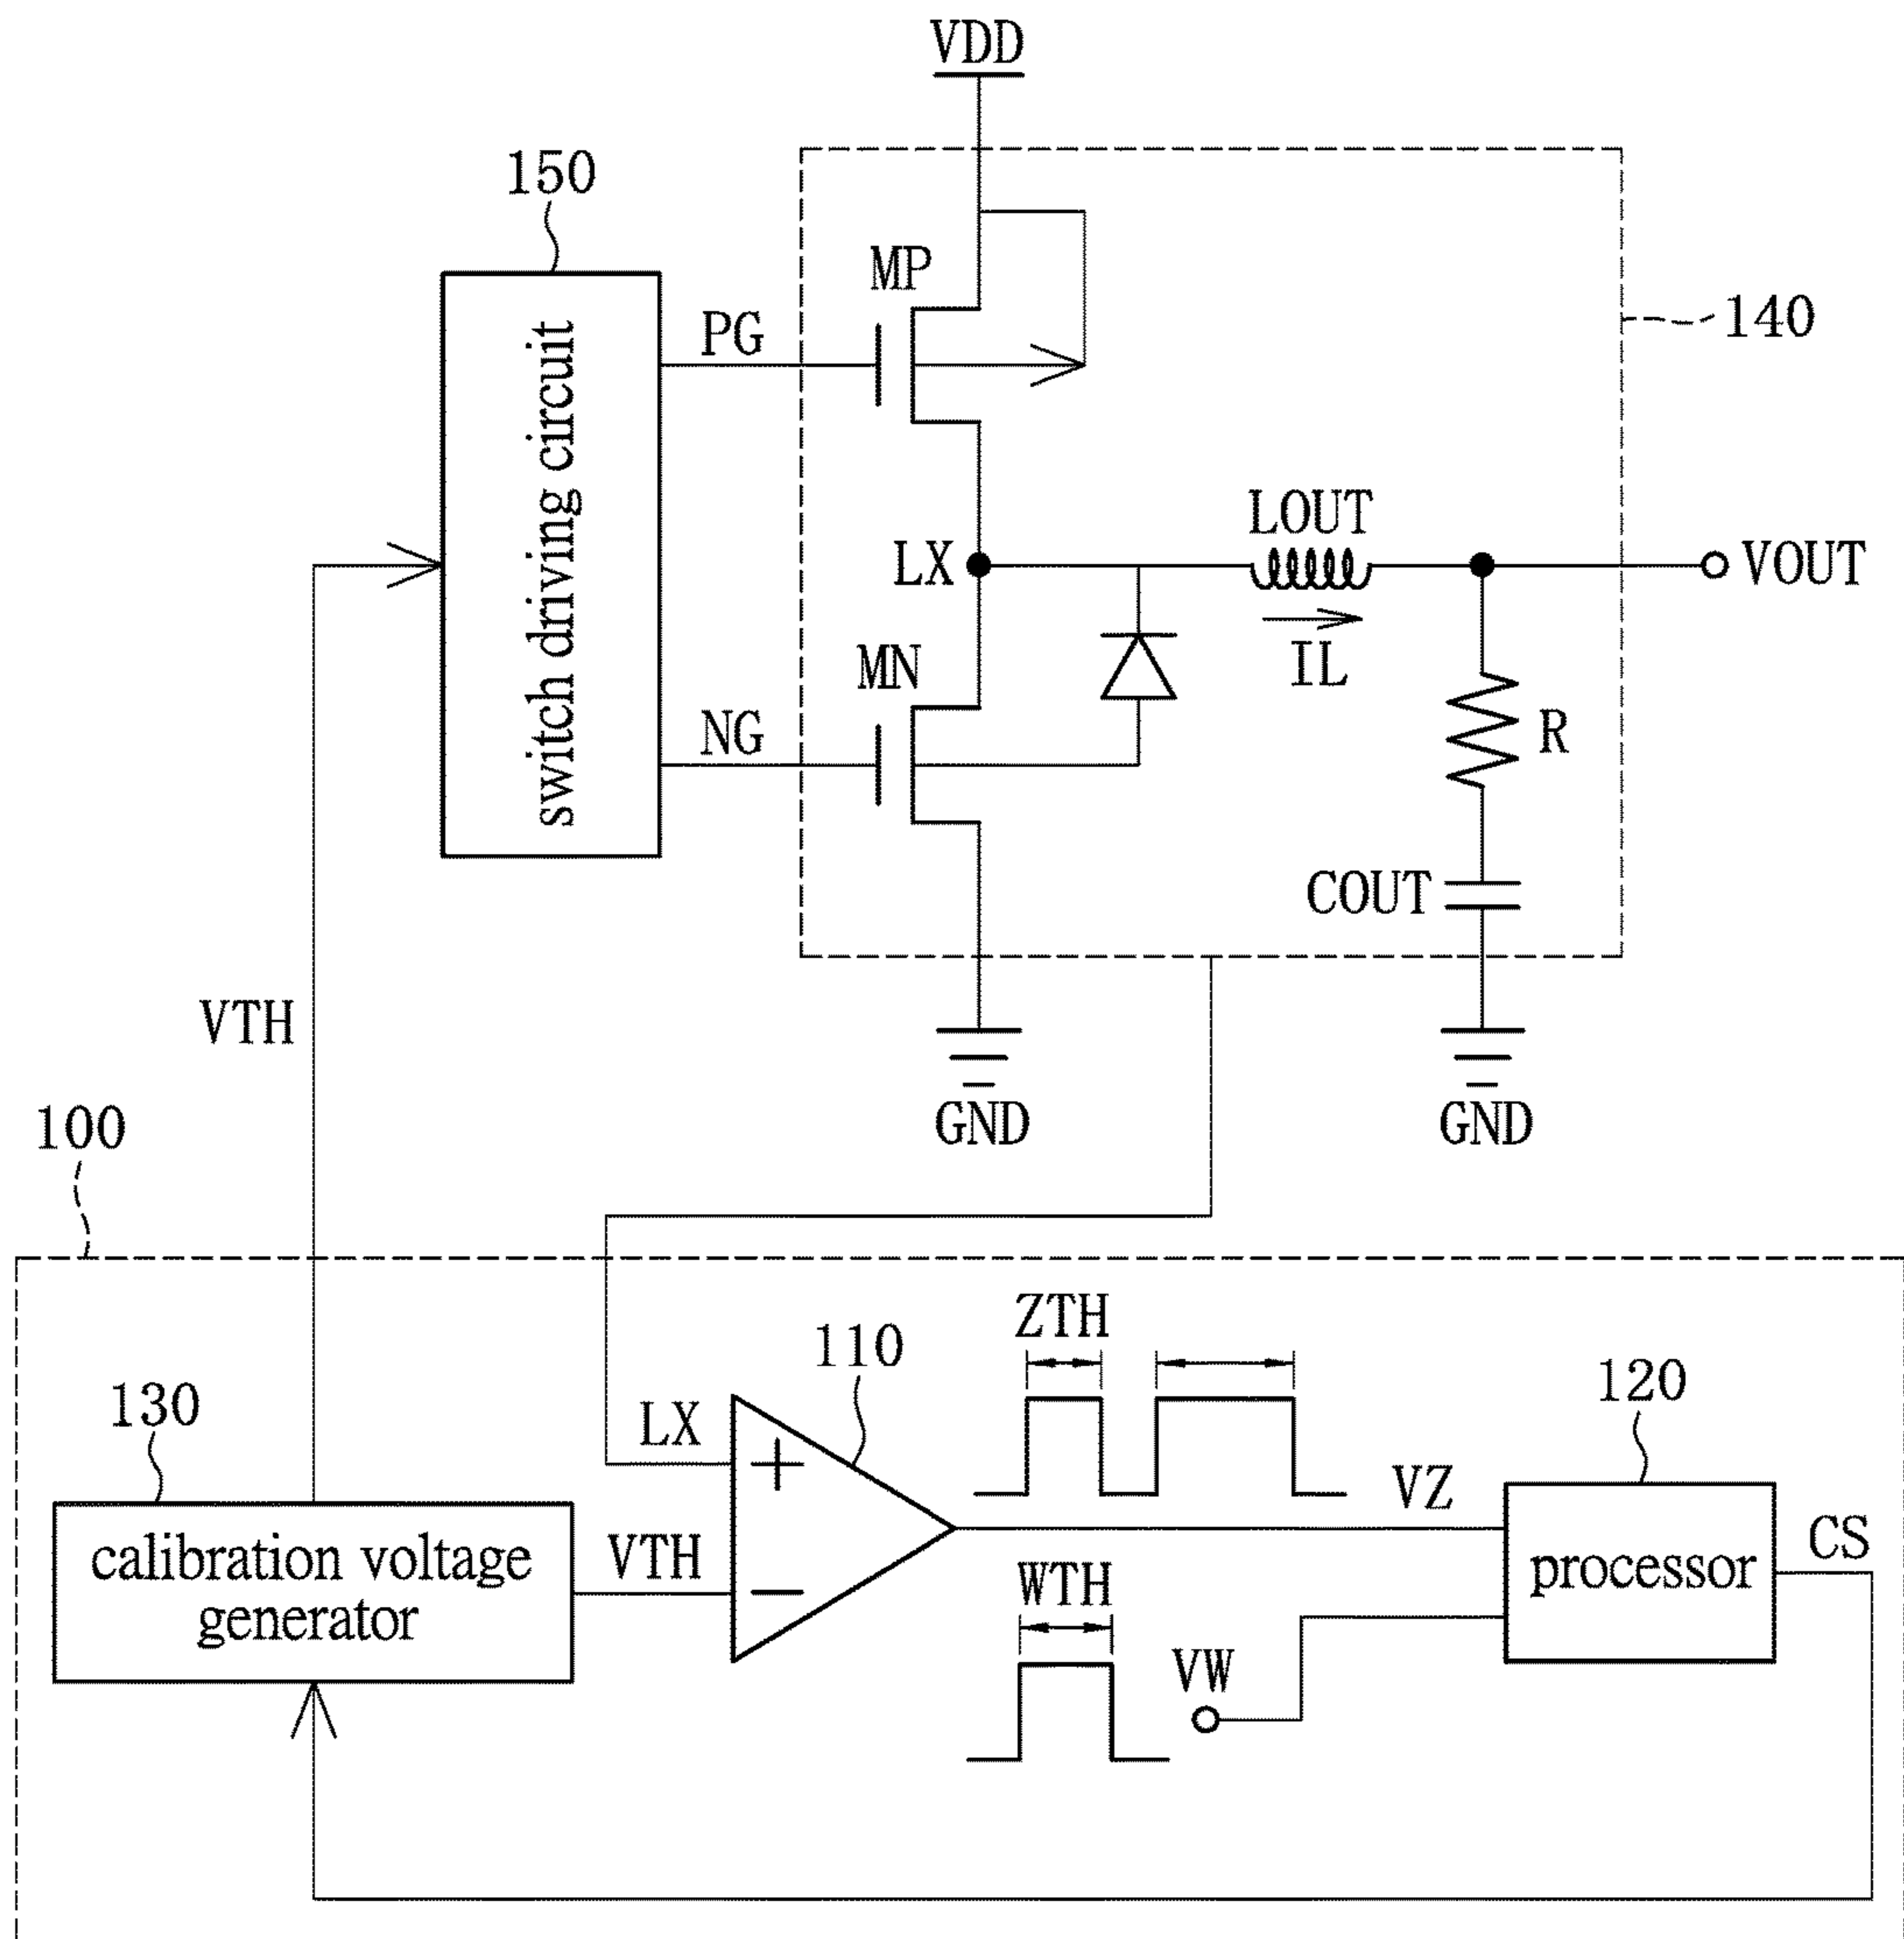 VDD
150
MP
PG
140
switch driving circuit
LOUT
LX
VOUT
IL
MN
NG
R
COUT
VTH
GND
GND
100
ZTH
110
120
130
LX
+
VZ
CS
calibration voltage
generator
VTH
processor
−
WTH
VW